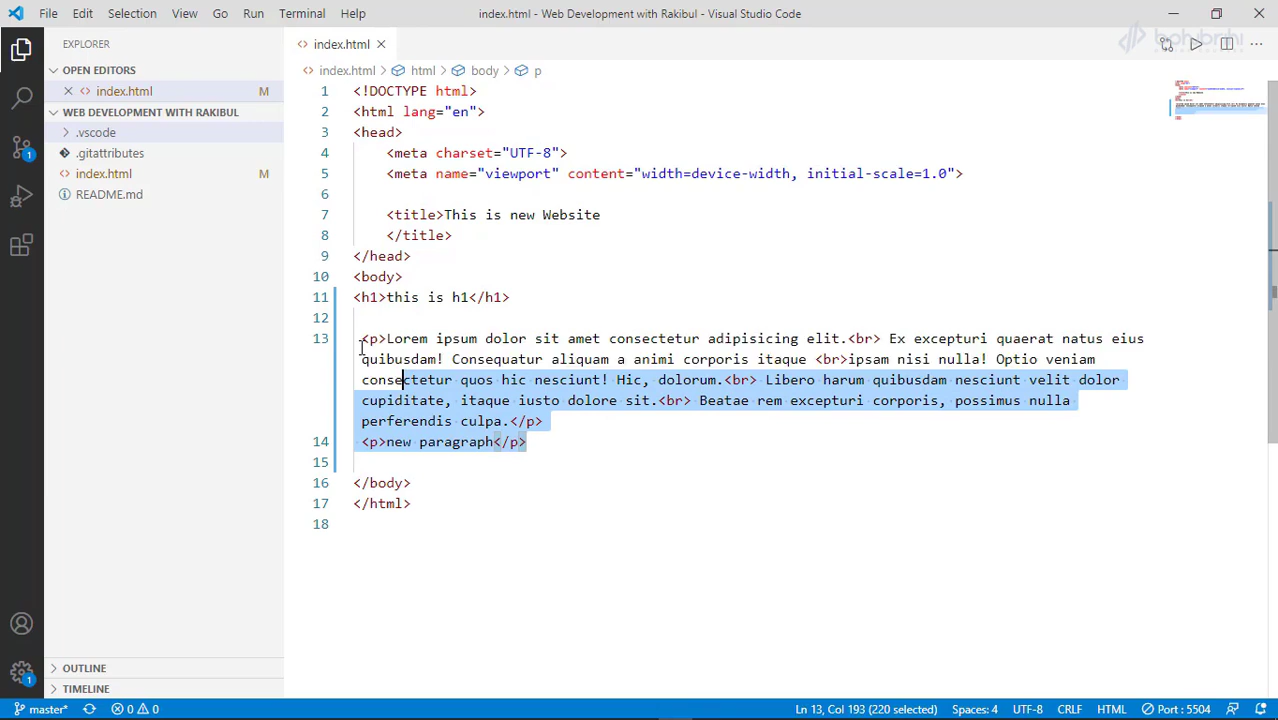 File Edit Selection View Go Run Terminal Help index.html - Web Development with Rakibul - Visual Studio Code
EXPLORER
OPEN EDITORS
index.html M
WEB DEVELOPMENT WITH RAKIBUL
.vscode
.gitattributes
index.html M
README.md
OUTLINE
TIMELINE
index.html
index.html > html > body > p
1 <!DOCTYPE html>
2 <html lang="en">
3 <head>
4 <meta charset="UTF-8">
5 <meta name="viewport" content="width=device-width, initial-scale=1.0">
6
7 <title>This is new Website
8 </title>
9 </head>
10 <body>
11 <h1>this is h1</h1>
12
13 <p>Lorem ipsum dolor sit amet consectetur adipisicing elit.<br> Ex excepturi quaerat natus eius
quibusdam! Consequatur aliquam a animi corporis itaque <br>ipsam nisi nulla! Optio veniam
consectetur quos hic nesciunt! Hic, dolorum.<br> Libero harum quibusdam nesciunt velit dolor
cupiditate, itaque iusto dolore sit.<br> Beatae rem excepturi corporis, possimus nulla
perferendis culpa.</p>
14 <p>new paragraph</p>
15
16 </body>
17 </html>
18
bohubrihi
1
1
master* 0 0 Ln 13, Col 193 (220 selected) Spaces: 4 UTF-8 CRLF HTML Port : 5504